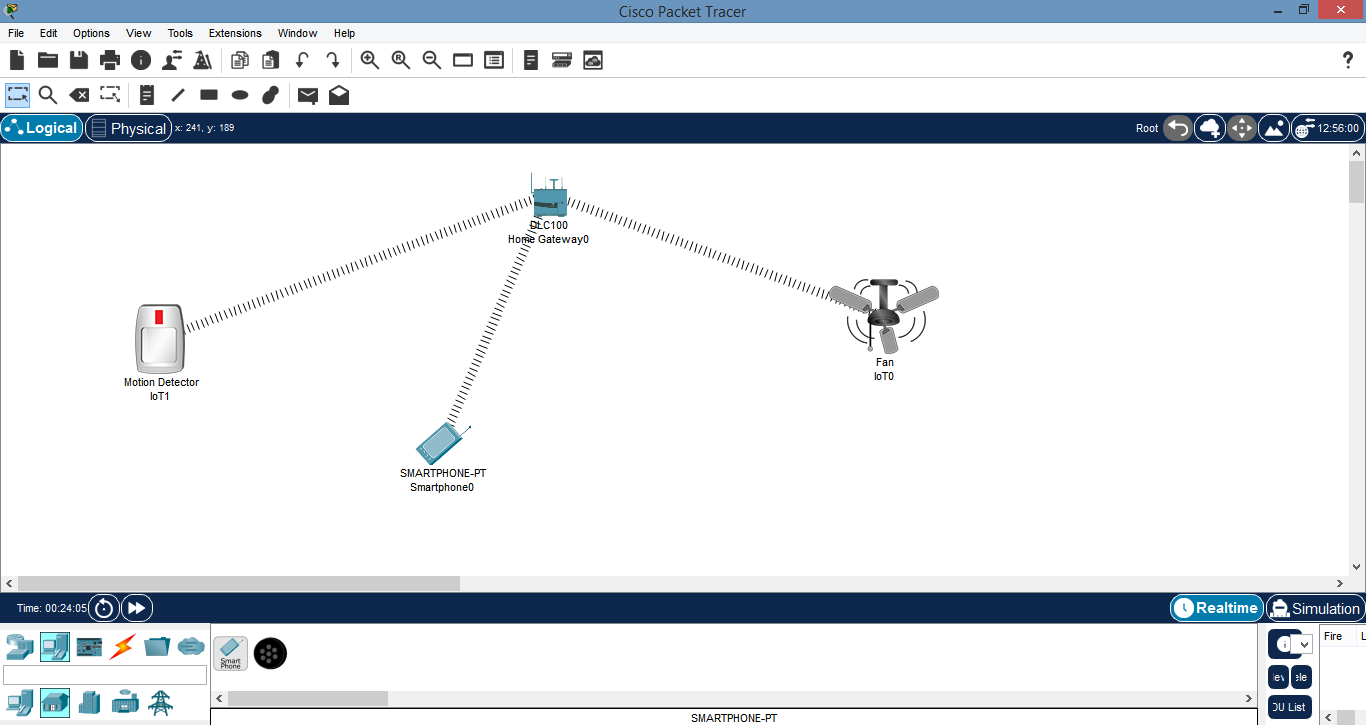 Cisco Packet Tracer
File Edit Options View Tools Extensions Window Help
Logical Physical x: 241, y: 189 Root 12:56:00
DLC100
Home Gateway0
Fan
IoT0
Motion Detector
IoT1
SMARTPHONE-PT
Smartphone0
Time: 00:24:05 Realtime Simulation
Smart
Phone
Fire L
DU List
SMARTPHONE-PT